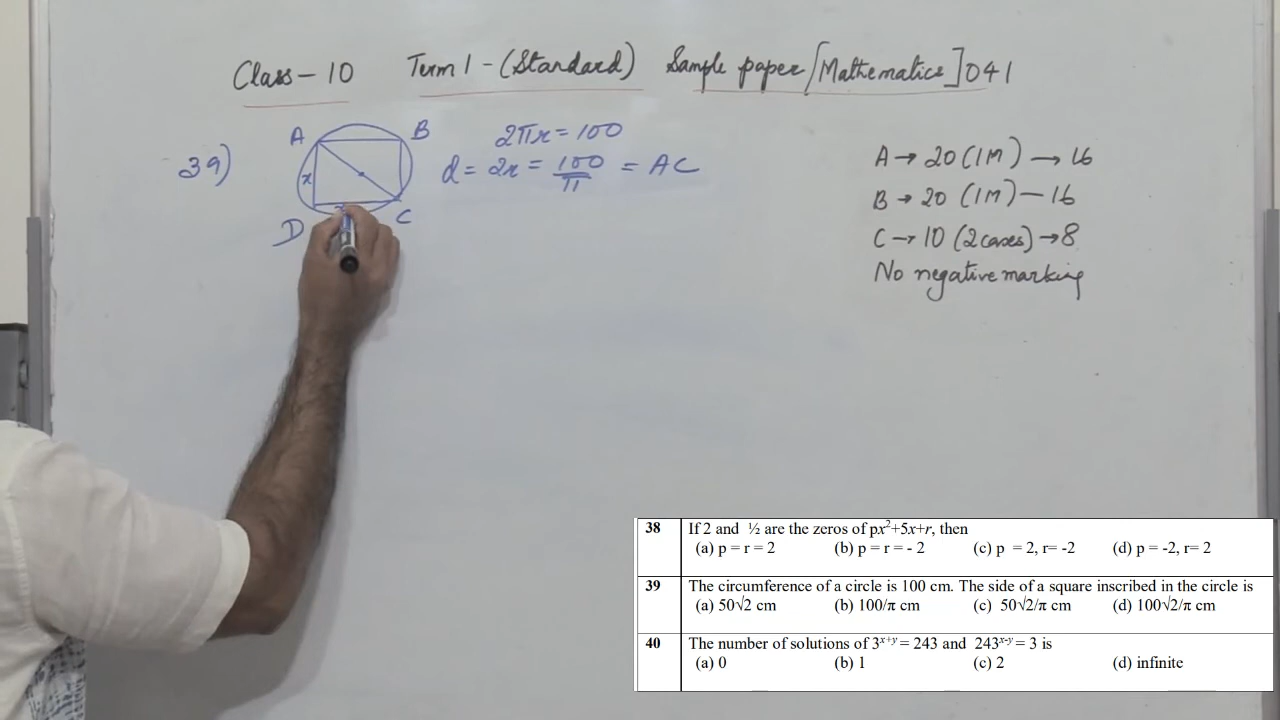 Class - 10 Term 1 - (Standard) Sample paper [Mathematics] 041
39)
A B
x
D C
2πr = 100
d = 2r = 100/π = AC
A → 20 (1M) → 16
B → 20 (1M) — 16
C → 10 (2 cases) → 8
No negative marking
38 If 2 and ½ are the zeros of px²+5x+r, then
(a) p = r = 2 (b) p = r = - 2 (c) p = 2, r= -2 (d) p = -2, r= 2
39 The circumference of a circle is 100 cm. The side of a square inscribed in the circle is
(a) 50√2 cm (b) 100/π cm (c) 50√2/π cm (d) 100√2/π cm
40 The number of solutions of 3ˣ⁺ʸ = 243 and 243ˣ⁻ʸ = 3 is
(a) 0 (b) 1 (c) 2 (d) infinite